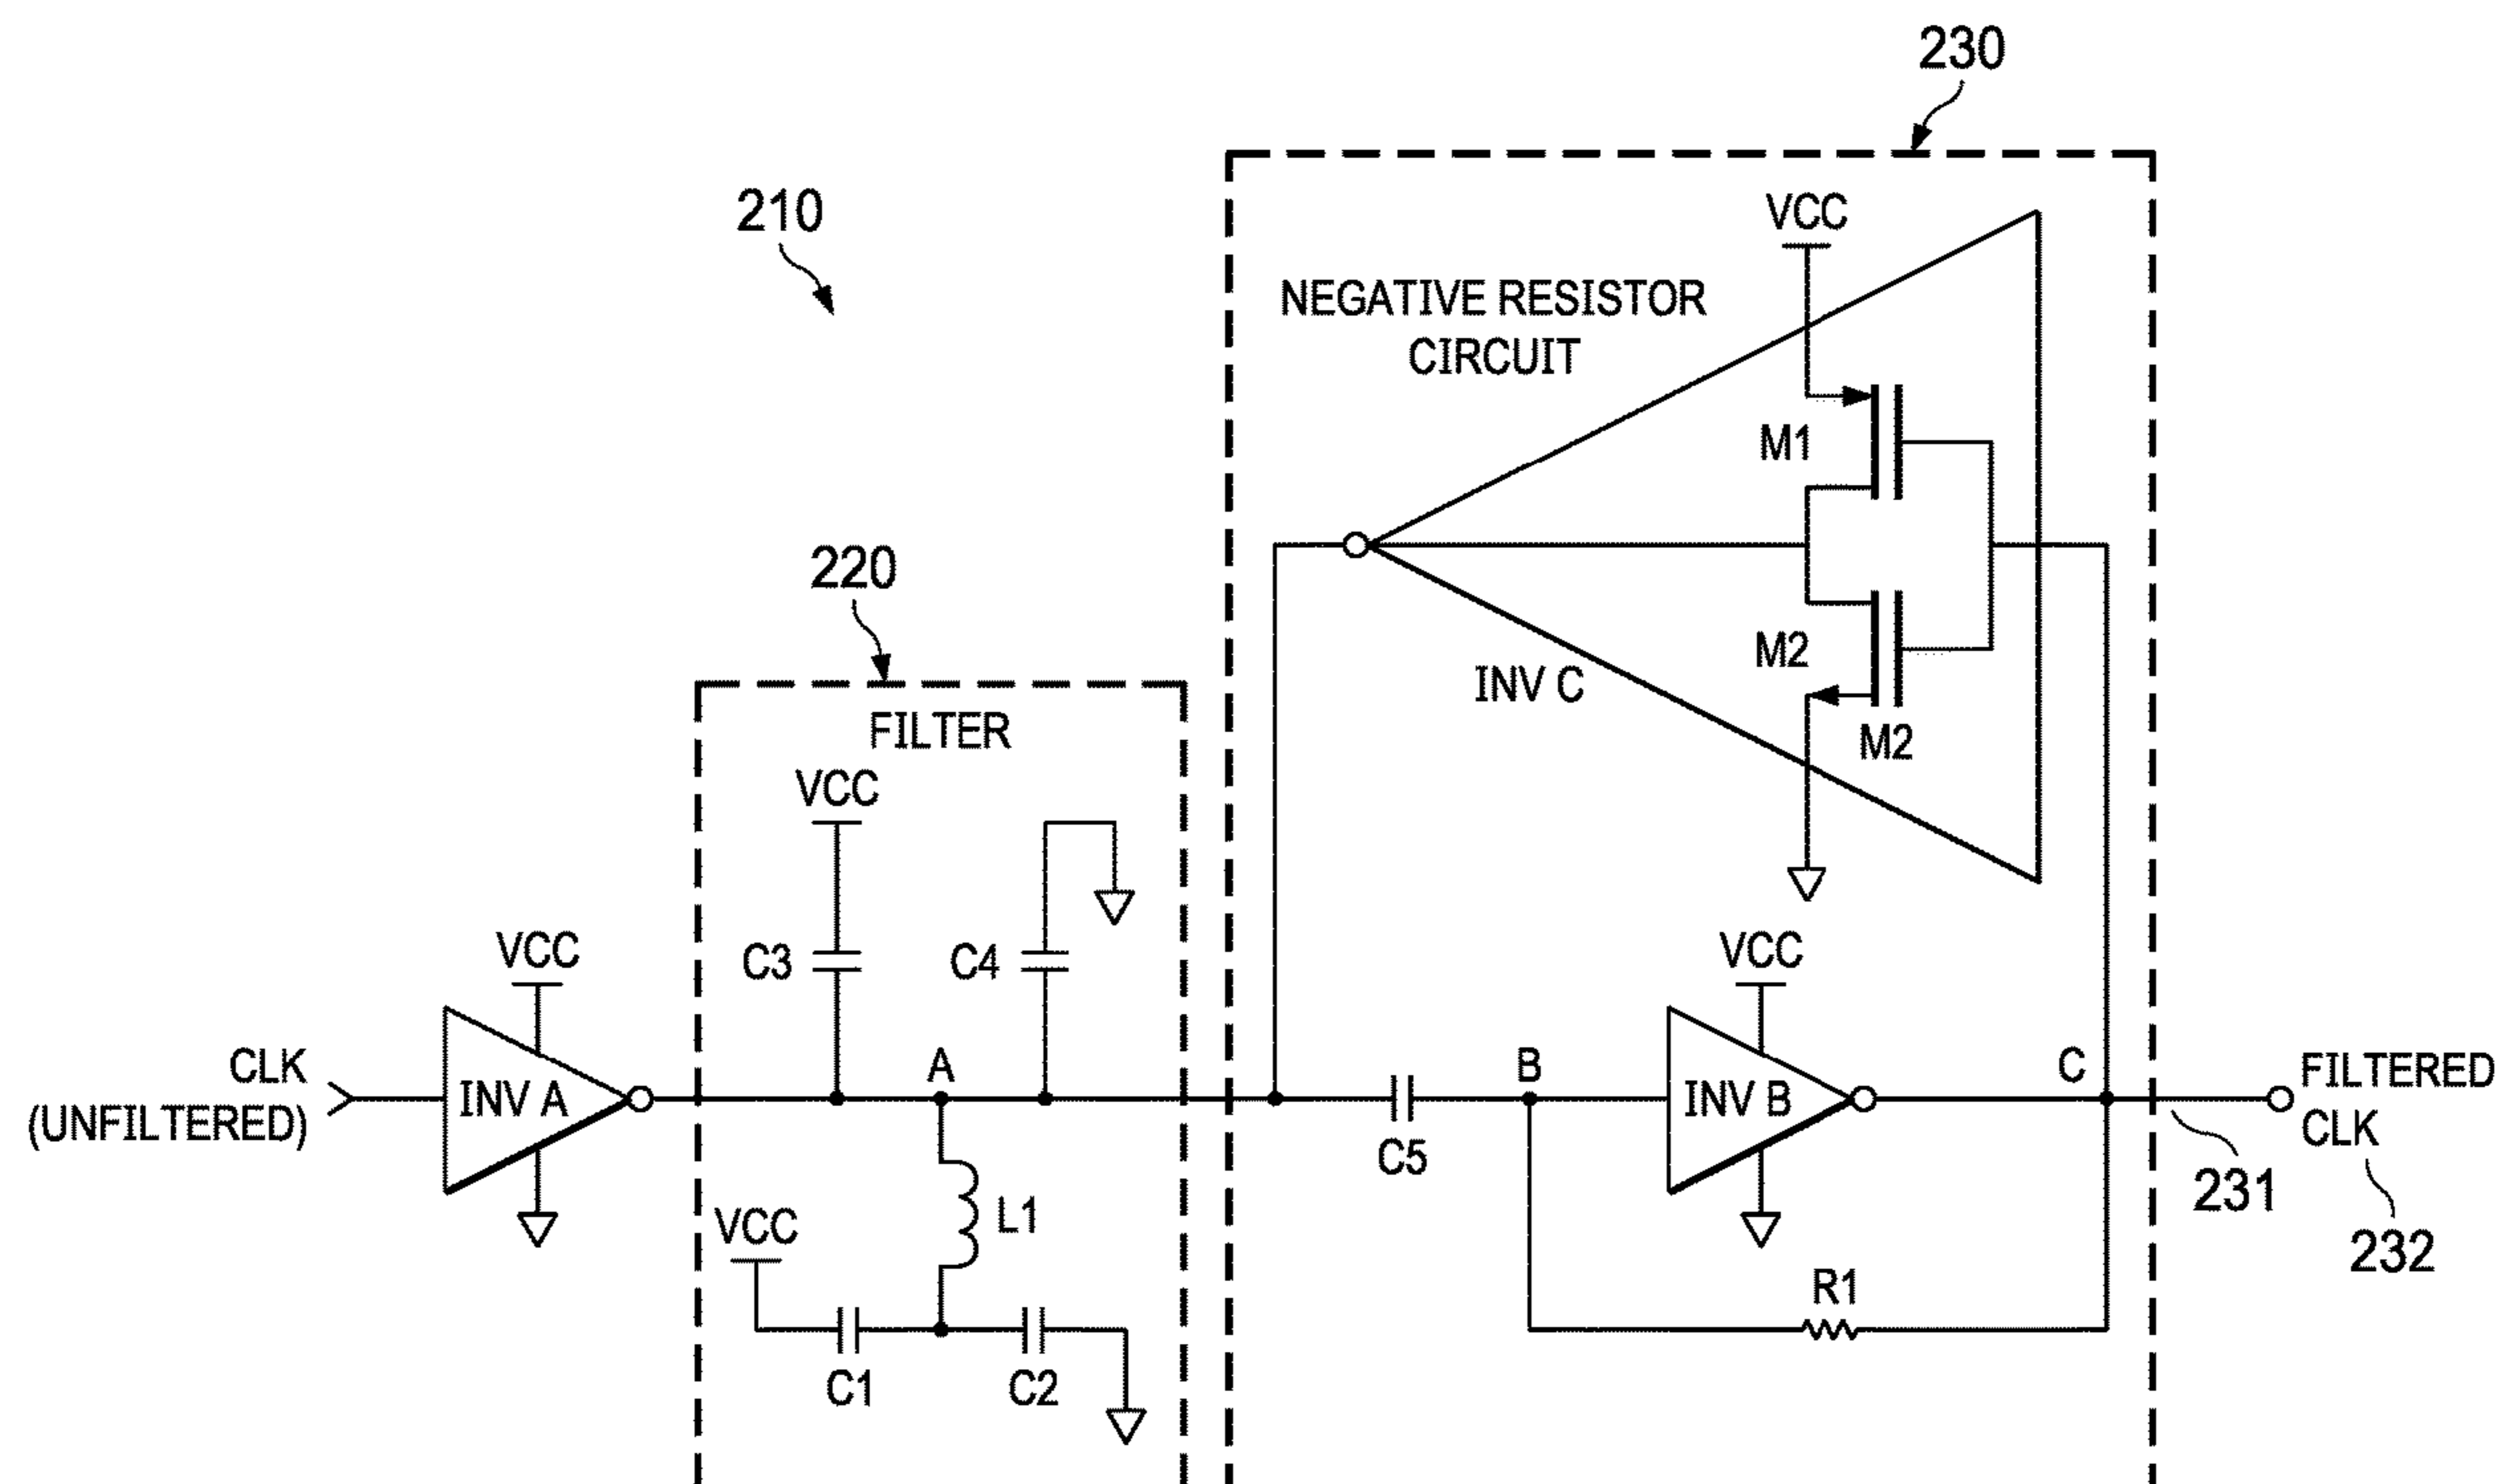 230
210
VCC
NEGATIVE RESISTOR
CIRCUIT
M1
220
M2
INV C
M2
FILTER
VCC
C3
C4
VCC
VCC
CLK
(UNFILTERED)
INV A
A
B
INV B
C
FILTERED
CLK
C5
231
232
L1
VCC
R1
C1
C2